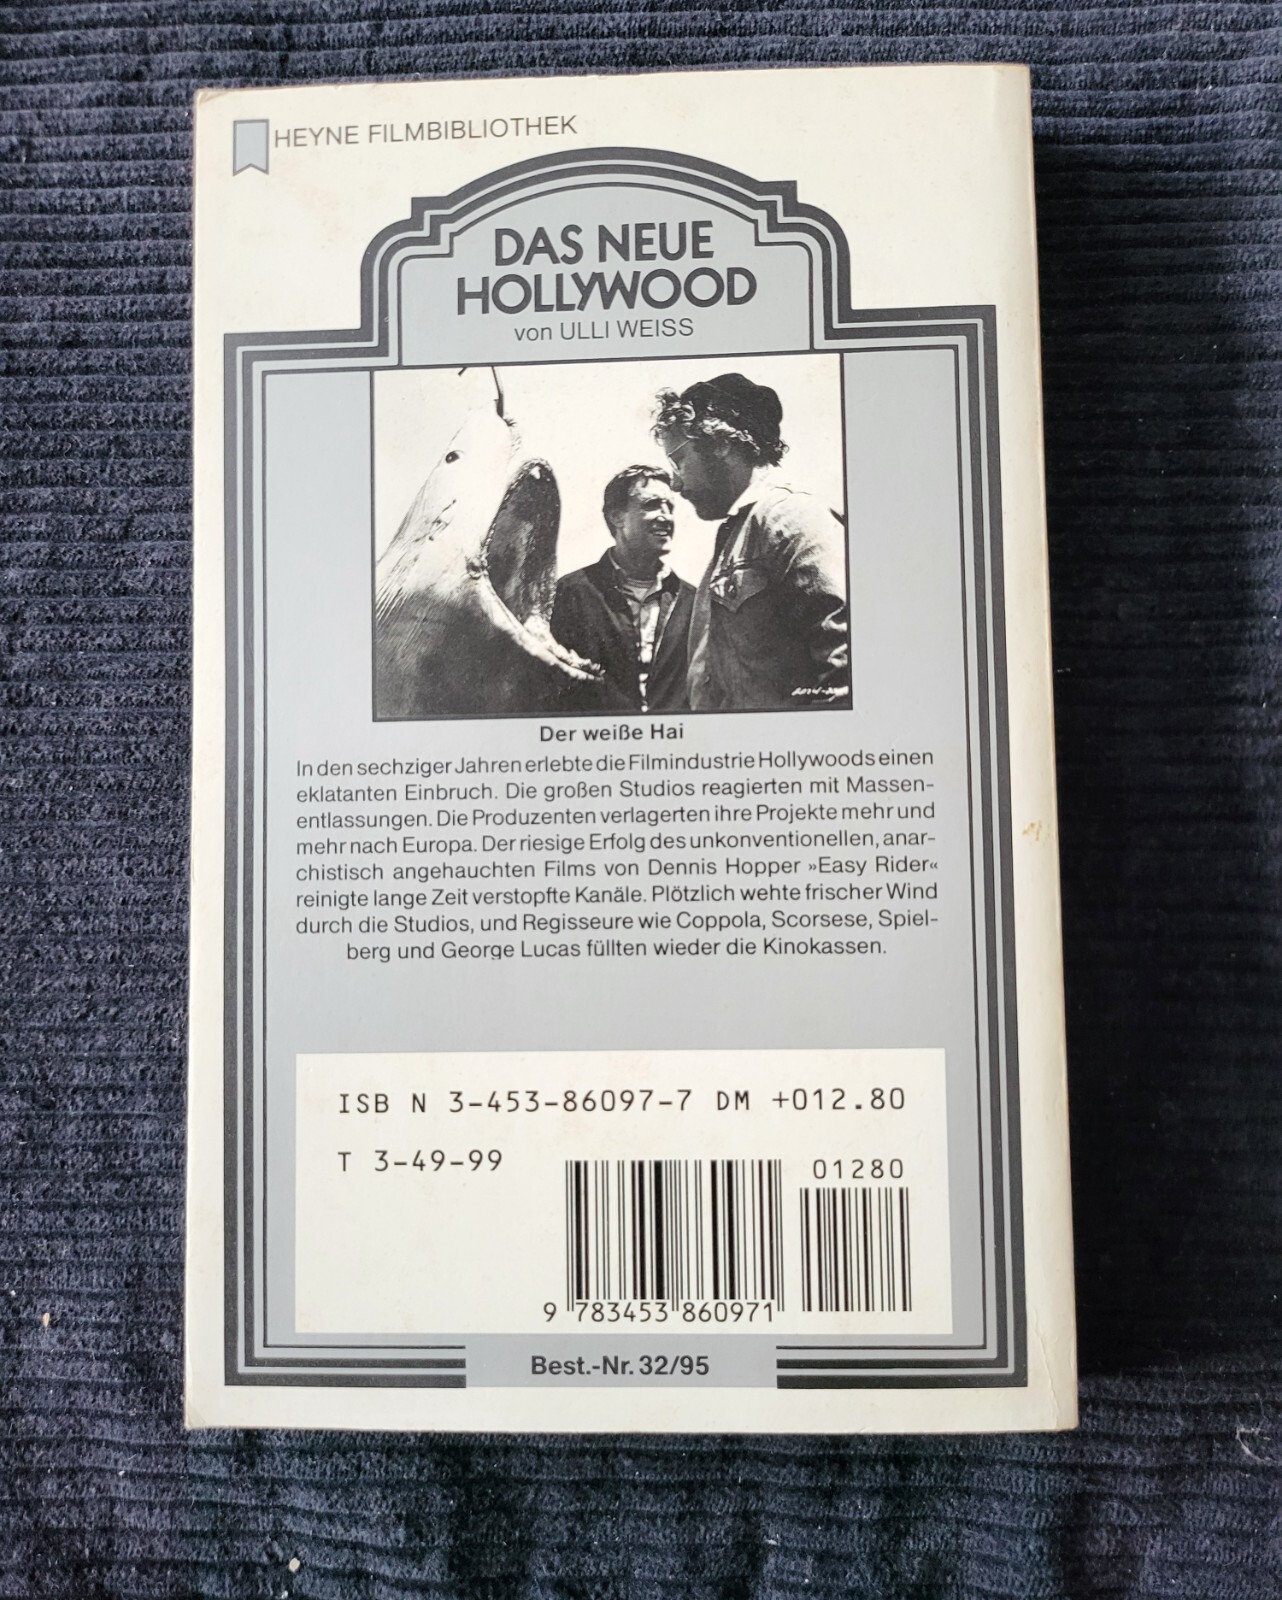 HEYNE FILMBIBLIOTHEK
DAS NEUE
HOLLYWOOD
von ULLI WEISS
Der weiße Hai
In den sechziger Jahren erlebte die Filmindustrie Hollywoods einen
eklatanten Einbruch. Die großen Studios reagierten mit Massen-
entlassungen. Die Produzenten verlagerten ihre Projekte mehr und
mehr nach Europa. Der riesige Erfolg des unkonventionellen, anar-
chistisch angehauchten Films von Dennis Hopper »Easy Rider«
reinigte lange Zeit verstopfte Kanäle. Plötzlich wehte frischer Wind
durch die Studios, und Regisseure wie Coppola, Scorsese, Spiel-
berg und George Lucas füllten wieder die Kinokassen.
ISB N 3-453-86097-7 DM +012.80
T 3-49-99
01280
9 783453 860971
Best.-Nr. 32/95